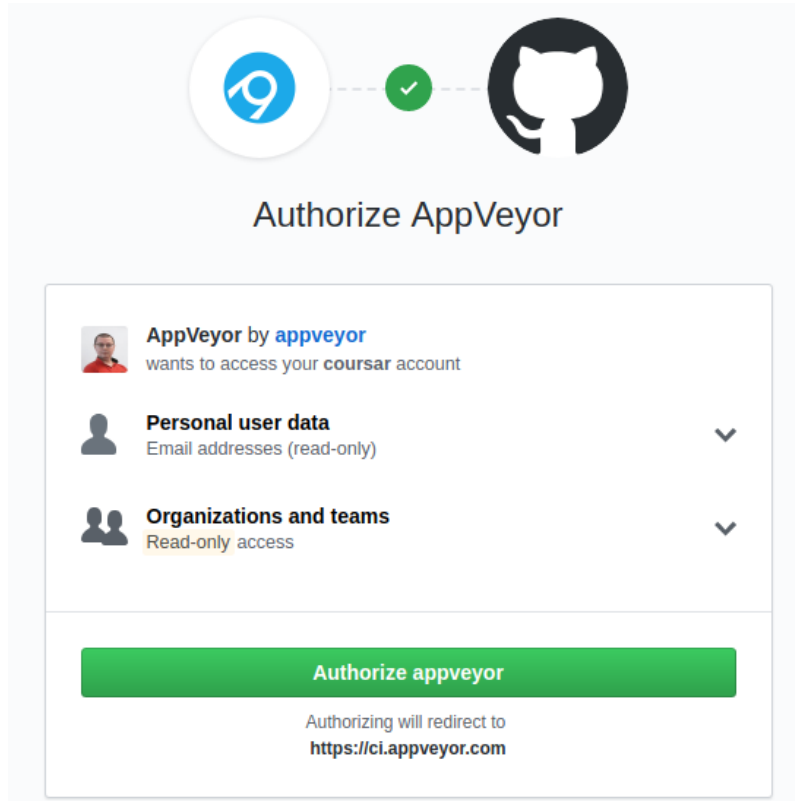 Authorize AppVeyor
AppVeyor by appveyor
wants to access your coursar account
Personal user data
Email addresses (read-only)
Organizations and teams
Read-only access
Authorize appveyor
Authorizing will redirect to
https://ci.appveyor.com